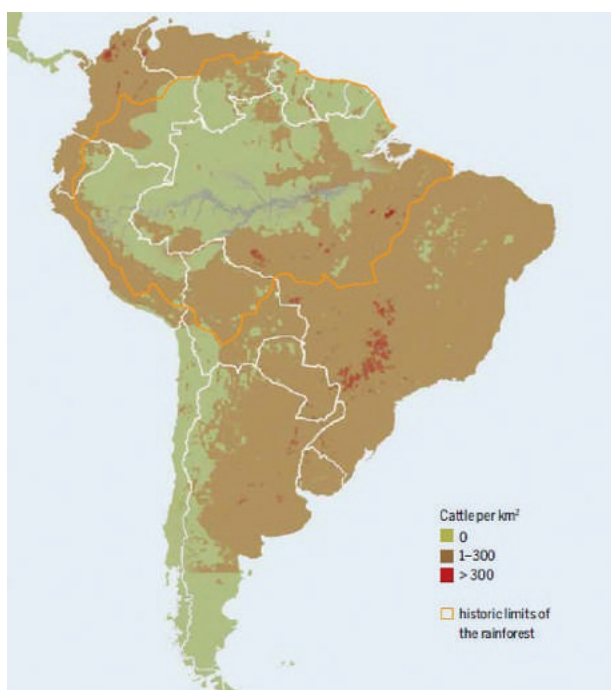 Cattle per km²
0
1–300
> 300
historic limits of
the rainforest